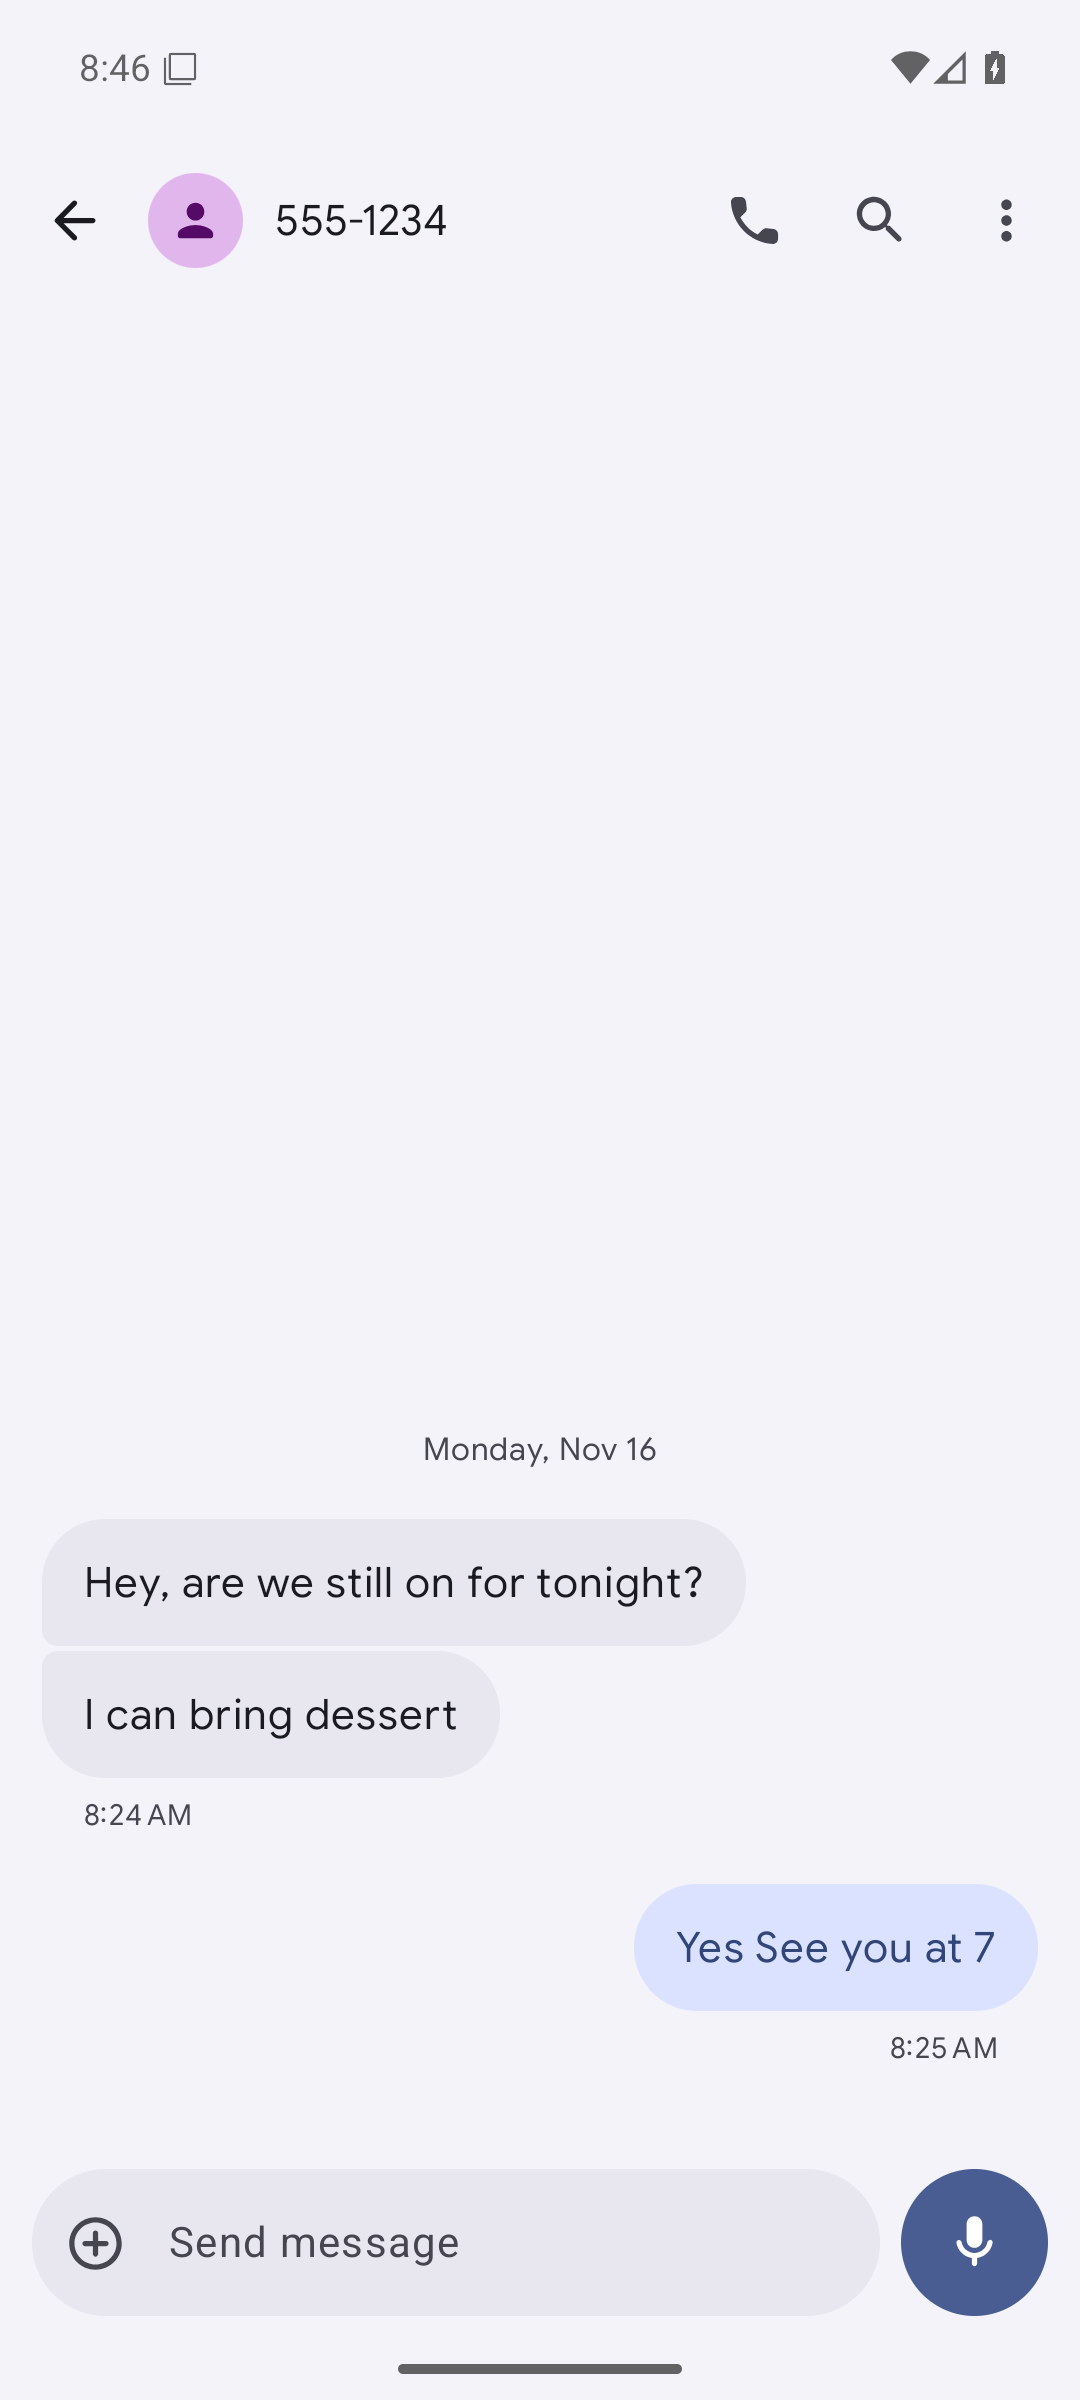 8:46
555-1234
Monday, Nov 16
Hey, are we still on for tonight?
I can bring dessert
8:24 AM
Yes See you at 7
8:25 AM
Send message